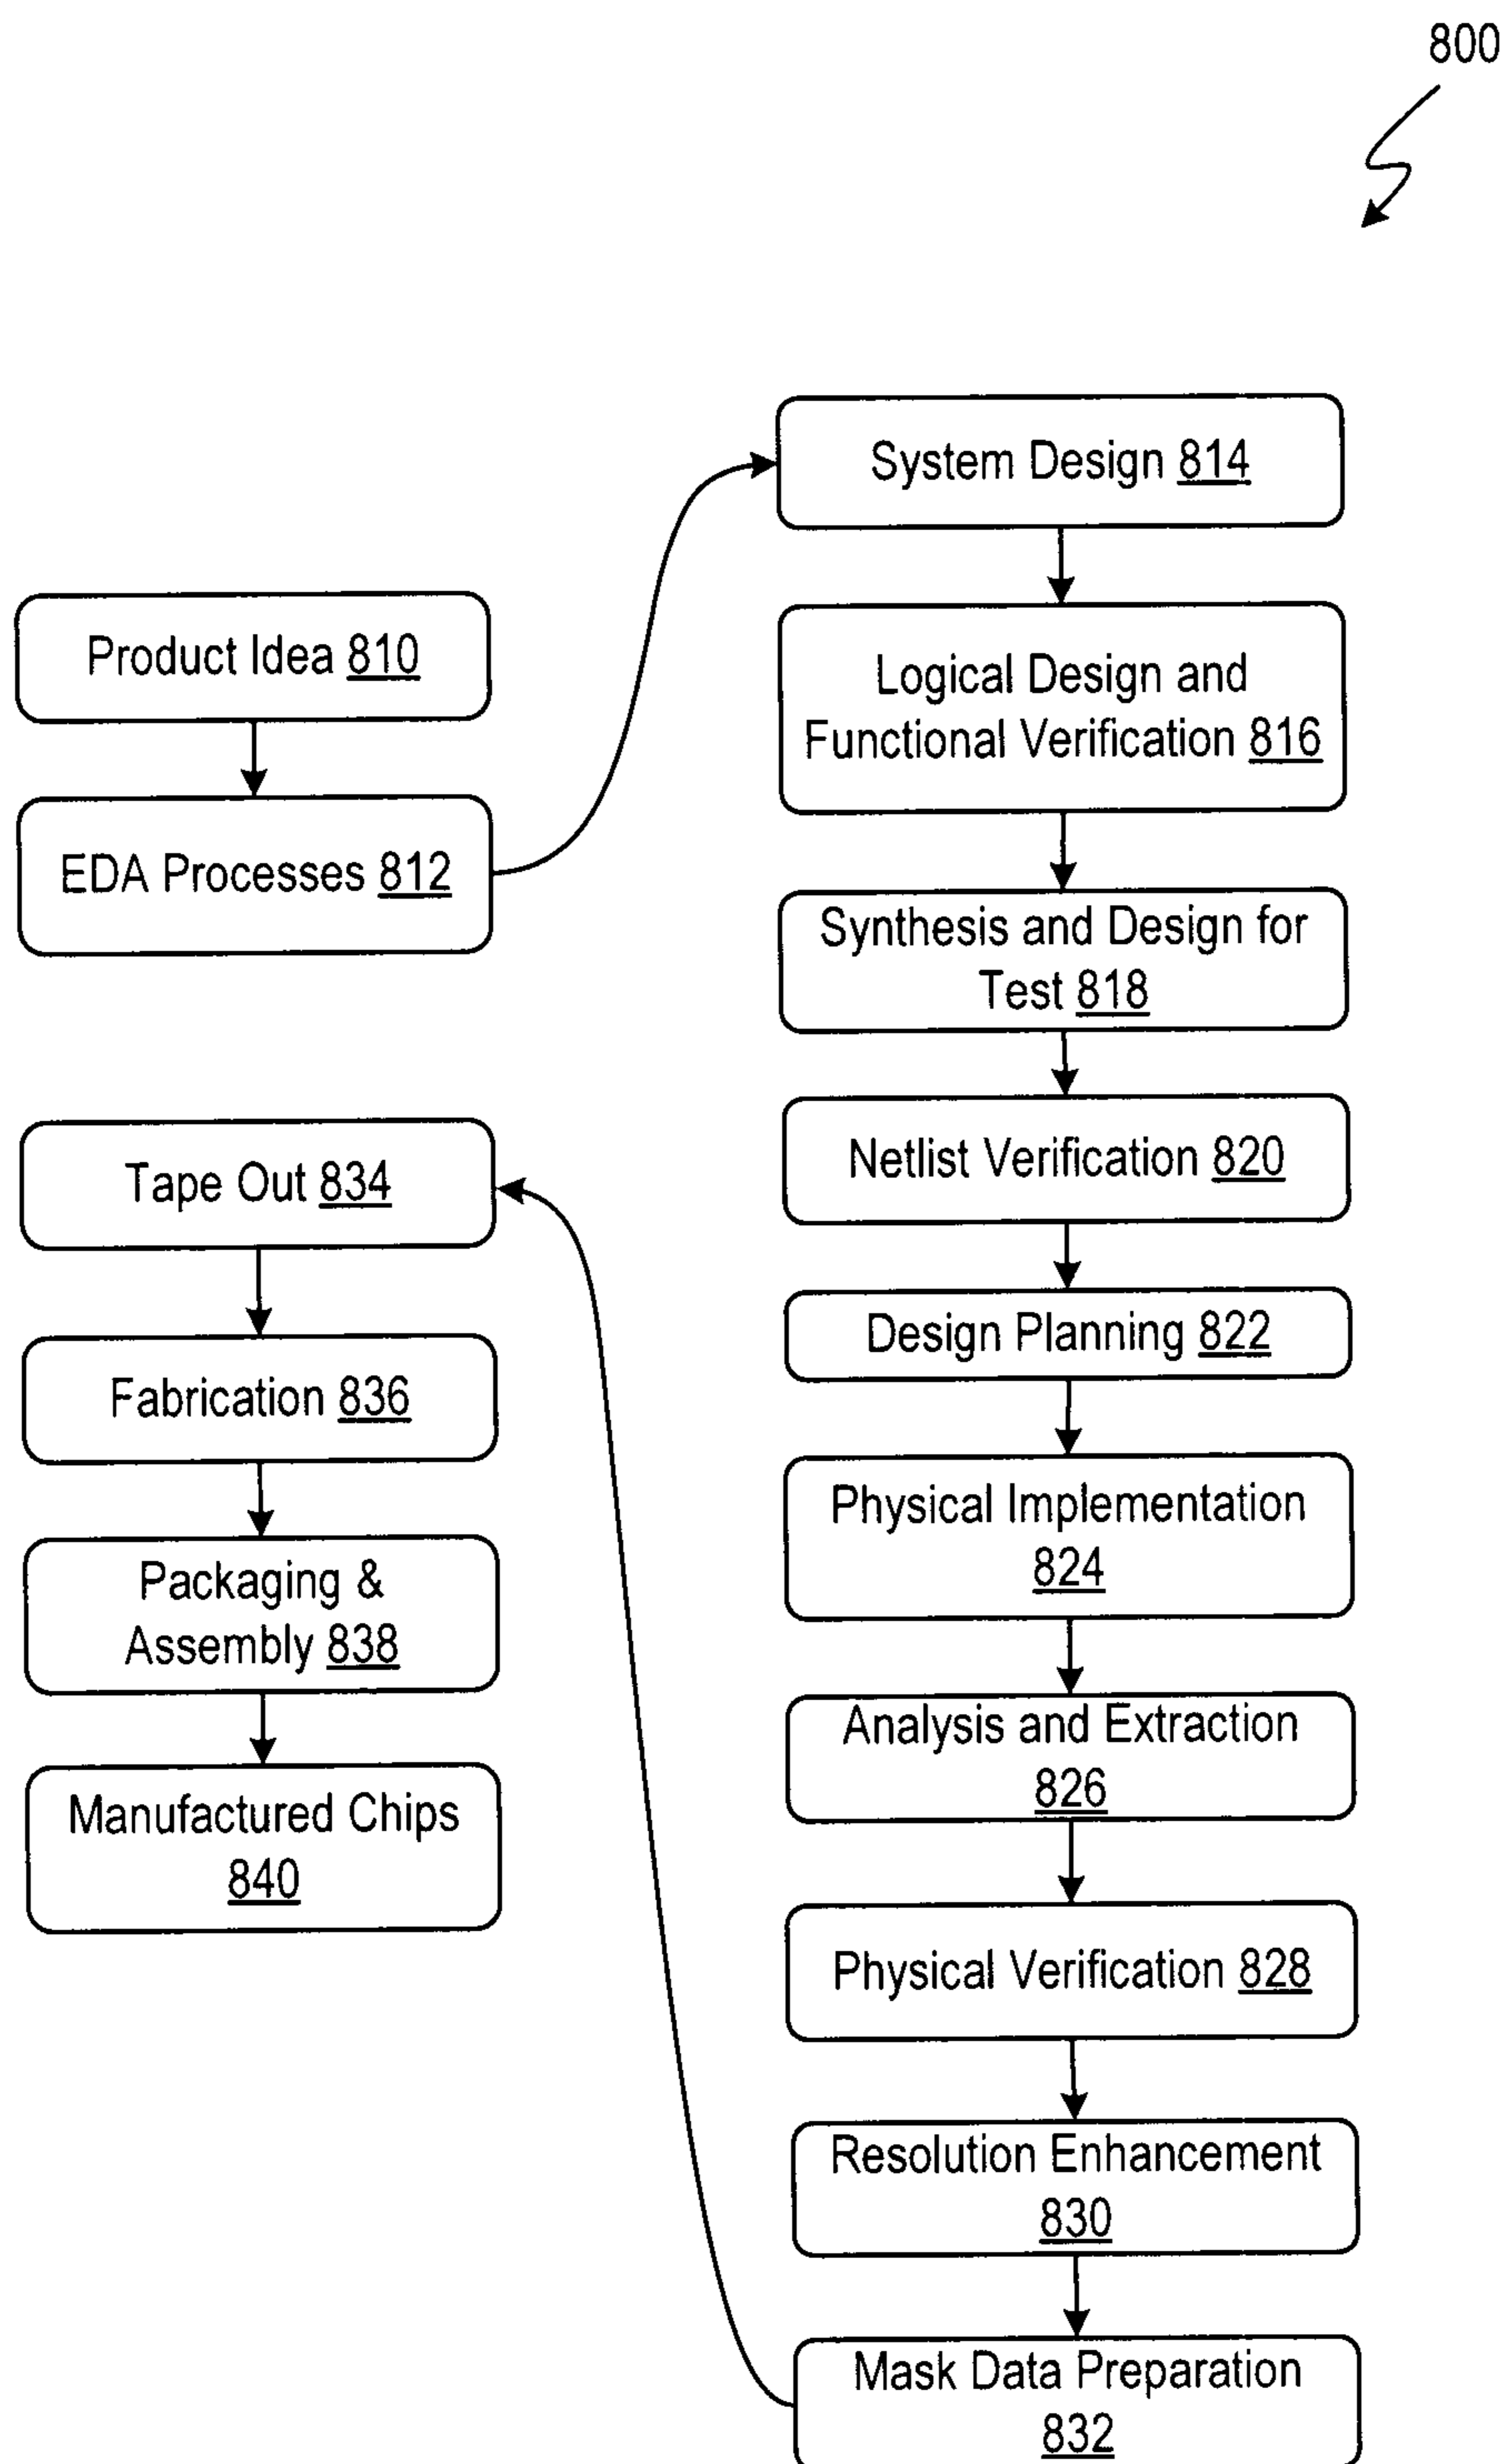 800
Product Idea 810
EDA Processes 812
System Design 814
Logical Design and
Functional Verification 816
Synthesis and Design for
Test 818
Netlist Verification 820
Design Planning 822
Physical Implementation
824
Analysis and Extraction
826
Physical Verification 828
Resolution Enhancement
830
Mask Data Preparation
832
Tape Out 834
Fabrication 836
Packaging &
Assembly 838
Manufactured Chips
840